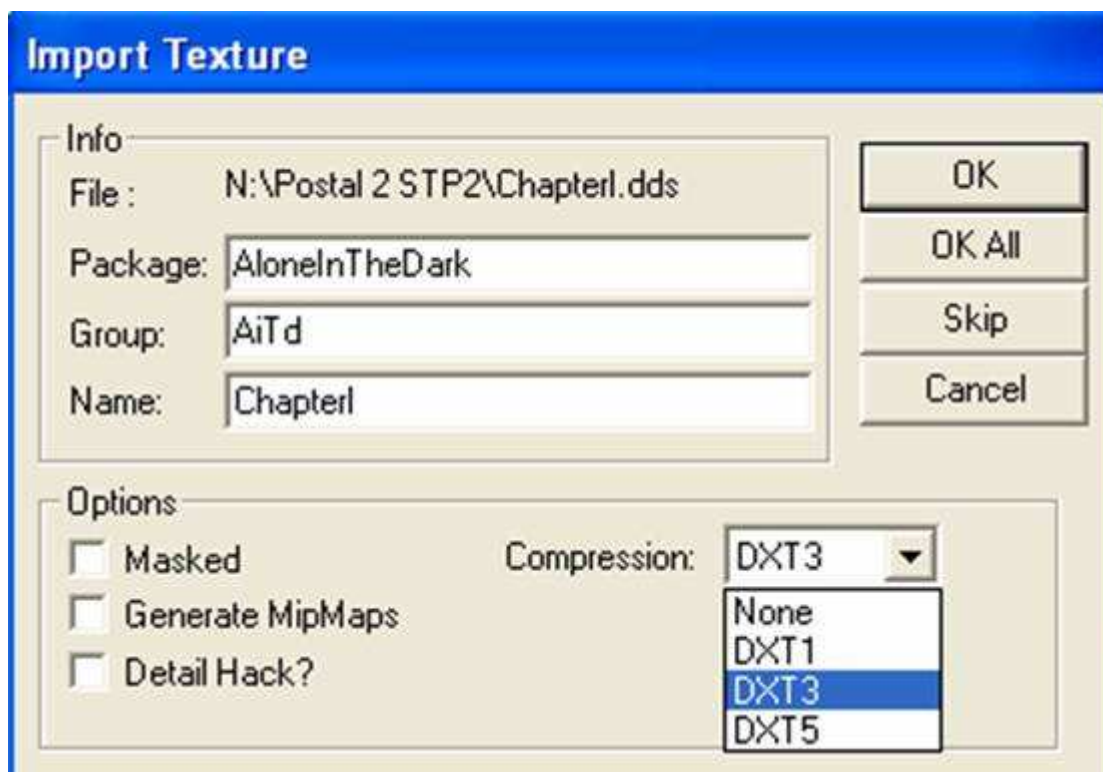 Import Texture
Info
File : N:\Postal 2 STP2\ChapterI.dds
Package: AloneInTheDark
Group: AiTd
Name: ChapterI
OK
OK All
Skip
Cancel
Options
Masked
Generate MipMaps
Detail Hack?
Compression: DXT3
None
DXT1
DXT3
DXT5